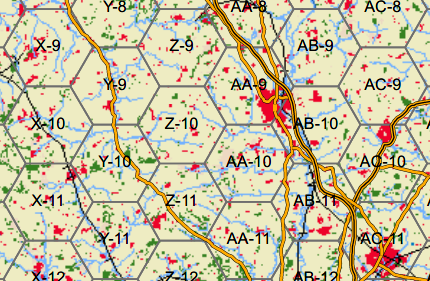 Y-8 AA-8 AC-8
X-9 Z-9 AB-9
Y-9 AA-9 AC-9
X-10 Z-10 AB-10
Y-10 AA-10 AC-10
X-11 Z-11 AB-11
Y-11 AA-11 AC-11
X-12 Z-12 AB-12